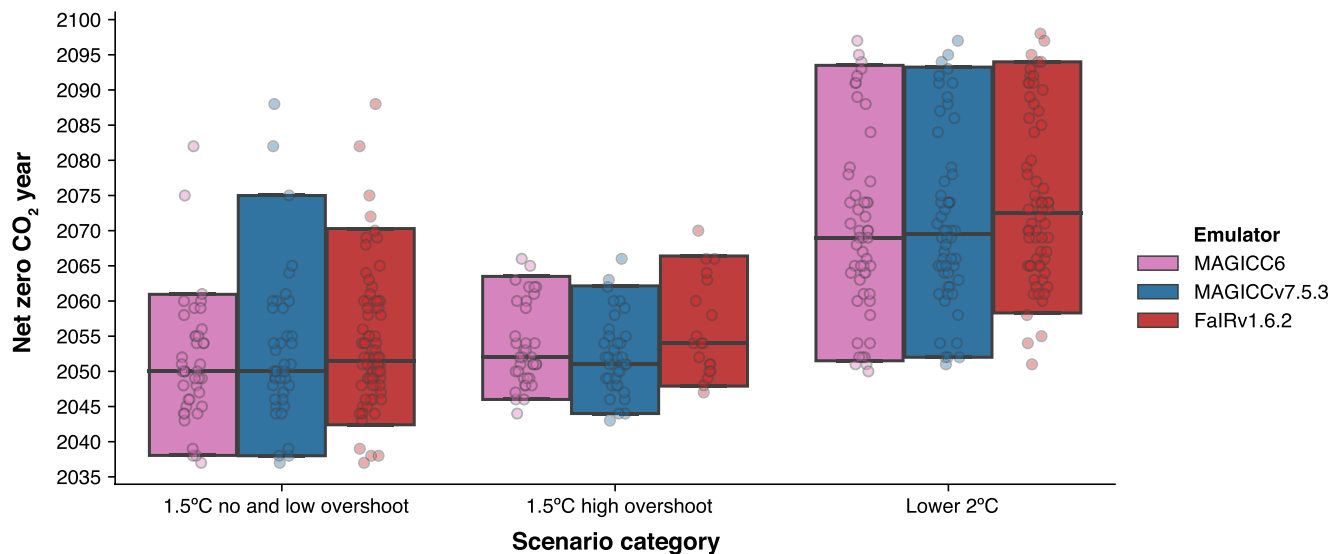 2100
2095
2090
2085
2080
2075
2070
2065
2060
2055
2050
2045
2040
2035
Net zero CO2 year
1.5ºC no and low overshoot
1.5ºC high overshoot
Lower 2ºC
Scenario category
Emulator
MAGICC6
MAGICCv7.5.3
FaIRv1.6.2